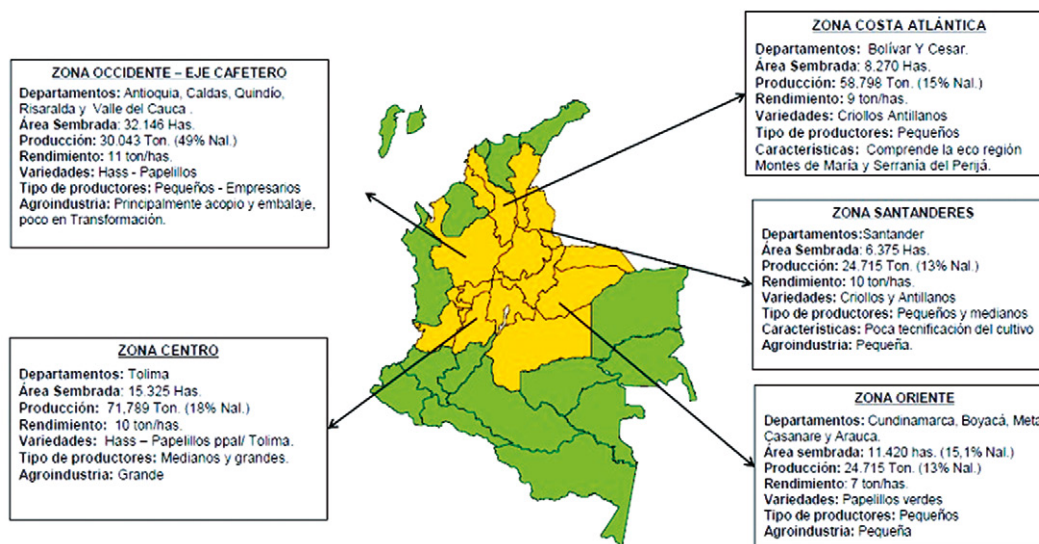 ZONA OCCIDENTE – EJE CAFETERO
Departamentos: Antioquia, Caldas, Quindío,
Risaralda y Valle del Cauca .
Área Sembrada: 32.146 Has.
Producción: 30.043 Ton. (49% Nal.)
Rendimiento: 11 ton/has.
Variedades: Hass - Papelillos
Tipo de productores: Pequeños - Empresarios
Agroindustria: Principalmente acopio y embalaje,
poco en Transformación.
ZONA CENTRO
Departamentos: Tolima
Área Sembrada: 15.325 Has.
Producción: 71,789 Ton. (18% Nal.)
Rendimiento: 10 ton/has.
Variedades: Hass – Papelillos ppal/ Tolima.
Tipo de productores: Medianos y grandes.
Agroindustria: Grande
ZONA COSTA ATLÁNTICA
Departamentos: Bolívar Y Cesar.
Área Sembrada: 8.270 Has.
Producción: 58.798 Ton. (15% Nal.)
Rendimiento: 9 ton/has.
Variedades: Criollos Antillanos
Tipo de productores: Pequeños
Características: Comprende la eco región
Montes de María y Serranía del Perijá.
ZONA SANTANDERES
Departamentos:Santander
Área Sembrada: 6.375 Has.
Producción: 24.715 Ton. (13% Nal.)
Rendimiento: 10 ton/has.
Variedades: Criollos y Antillanos
Tipo de productores: Pequeños y medianos
Características: Poca tecnificación del cultivo
Agroindustria: Pequeña.
ZONA ORIENTE
Departamentos: Cundinamarca, Boyacá, Meta
Casanare y Arauca.
Área sembrada: 11.420 has. (15,1% Nal.)
Producción: 24.715 Ton. (13% Nal.)
Rendimiento: 7 ton/has.
Variedades: Papelillos verdes
Tipo de productores: Pequeños
Agroindustria: Pequeña